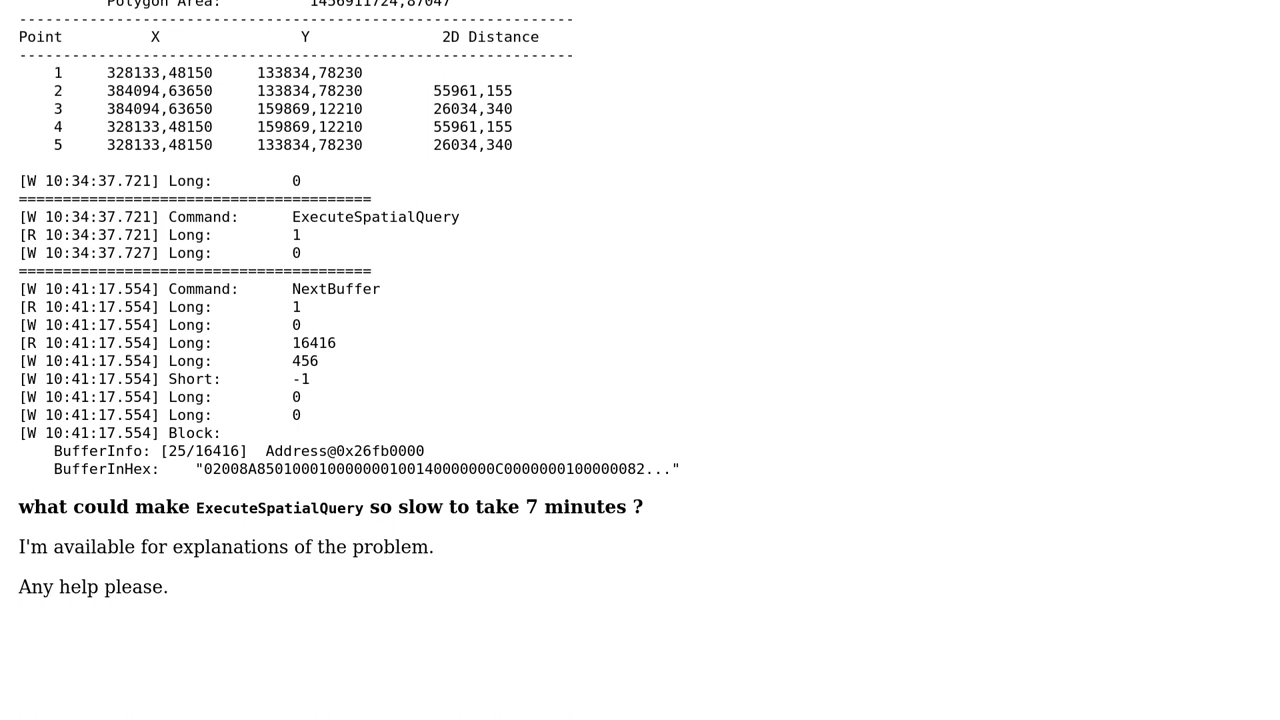 Polygon Area: 1456911724,87047
-----------------------------------------------------------------
Point X Y 2D Distance
-----------------------------------------------------------------
1 328133,48150 133834,78230
2 384094,63650 133834,78230 55961,155
3 384094,63650 159869,12210 26034,340
4 328133,48150 159869,12210 55961,155
5 328133,48150 133834,78230 26034,340
[W 10:34:37.721] Long: 0
========================================
[W 10:34:37.721] Command: ExecuteSpatialQuery
[R 10:34:37.721] Long: 1
[W 10:34:37.727] Long: 0
========================================
[W 10:41:17.554] Command: NextBuffer
[R 10:41:17.554] Long: 1
[W 10:41:17.554] Long: 0
[R 10:41:17.554] Long: 16416
[W 10:41:17.554] Long: 456
[W 10:41:17.554] Short: -1
[W 10:41:17.554] Long: 0
[W 10:41:17.554] Long: 0
[W 10:41:17.554] Block:
BufferInfo: [25/16416] Address@0x26fb0000
BufferInHex: "02008A85010001000000010014000000​0C0000000100000082..."
what could make ExecuteSpatialQuery so slow to take 7 minutes ?
I'm available for explanations of the problem.
Any help please.